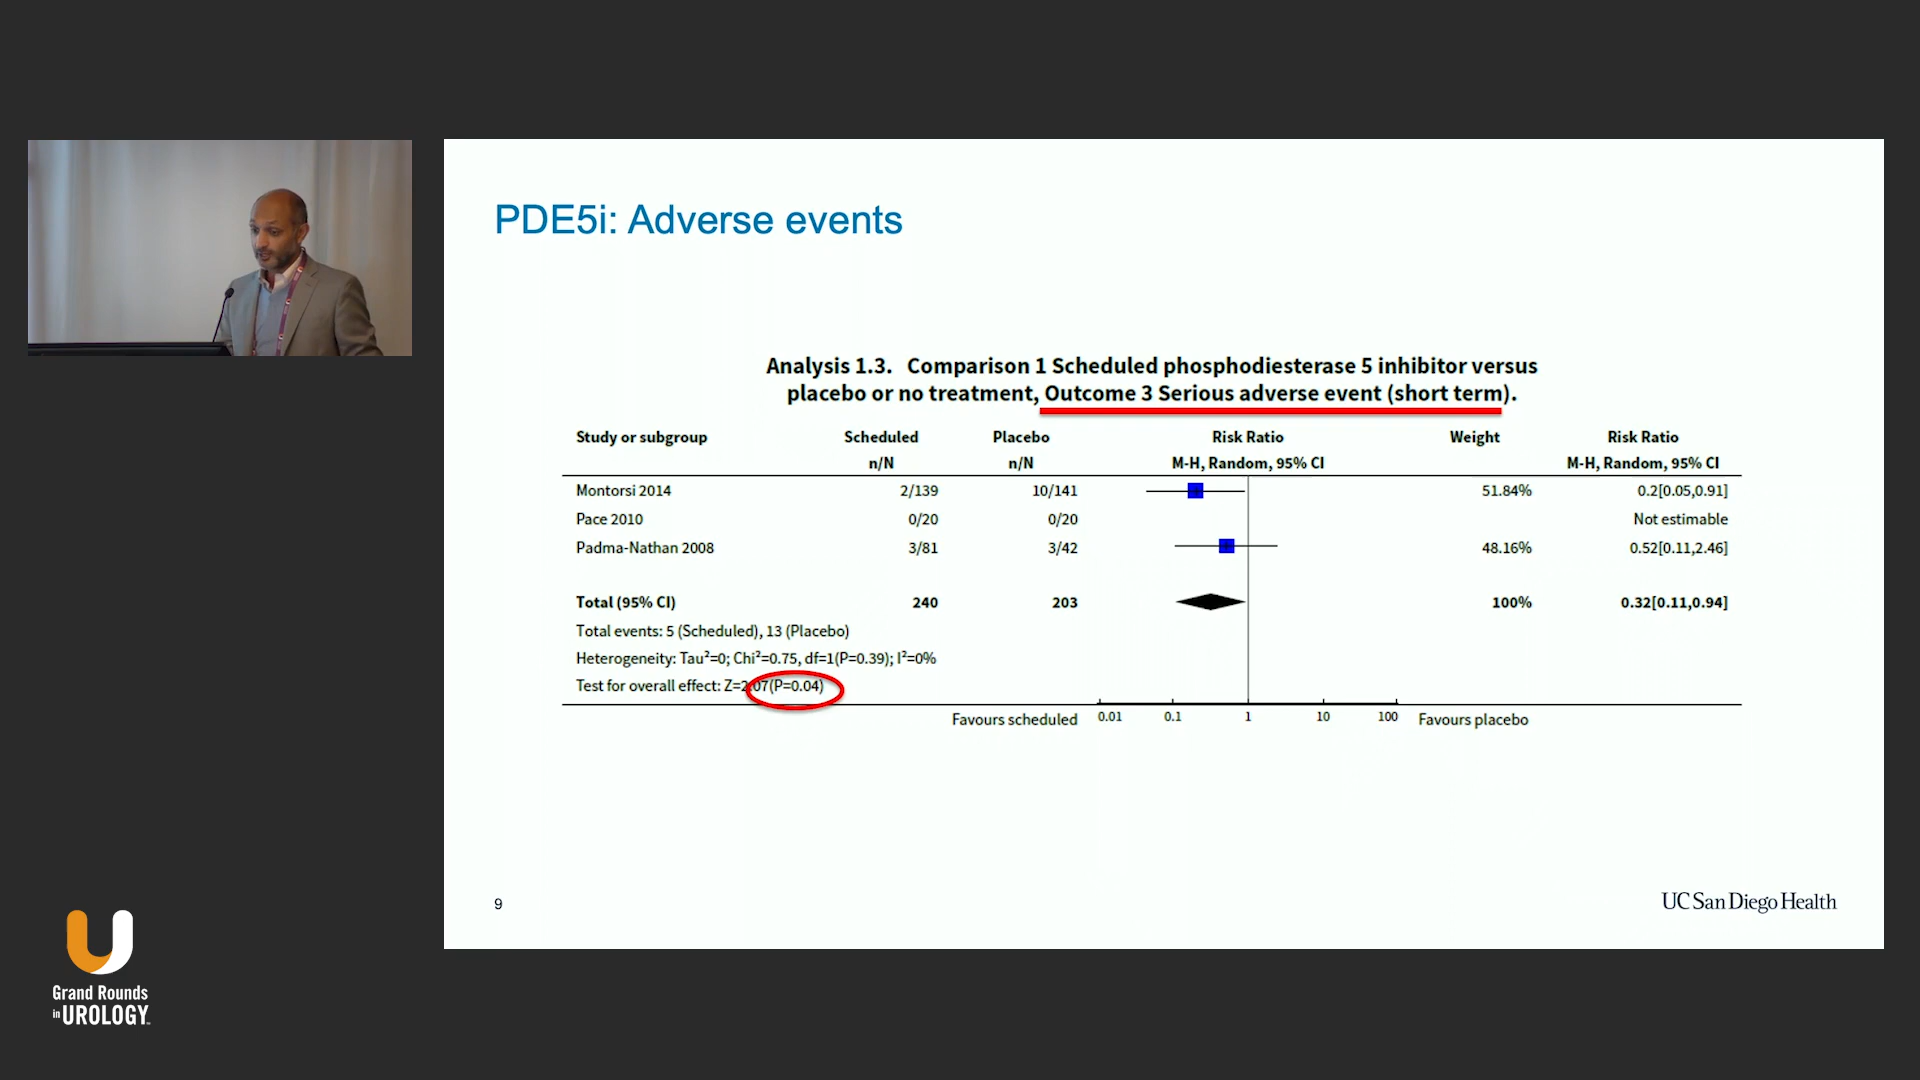 PDE5i: Adverse events
Analysis 1.3. Comparison 1 Scheduled phosphodiesterase 5 inhibitor versus
placebo or no treatment, Outcome 3 Serious adverse event (short term).
Study or subgroup Scheduled Placebo Risk Ratio Weight Risk Ratio
n/N n/N M-H, Random, 95% CI M-H, Random, 95% CI
Montorsi 2014 2/139 10/141 51.84% 0.2[0.05,0.91]
Pace 2010 0/20 0/20 Not estimable
Padma-Nathan 2008 3/81 3/42 48.16% 0.52[0.11,2.46]
Total (95% CI) 240 203 100% 0.32[0.11,0.94]
Total events: 5 (Scheduled), 13 (Placebo)
Heterogeneity: Tau²=0; Chi²=0.75, df=1(P=0.39); I²=0%
Test for overall effect: Z=2.07(P=0.04)
Favours scheduled 0.01 0.1 1 10 100 Favours placebo
9
UC San Diego Health
Grand Rounds
in UROLOGY